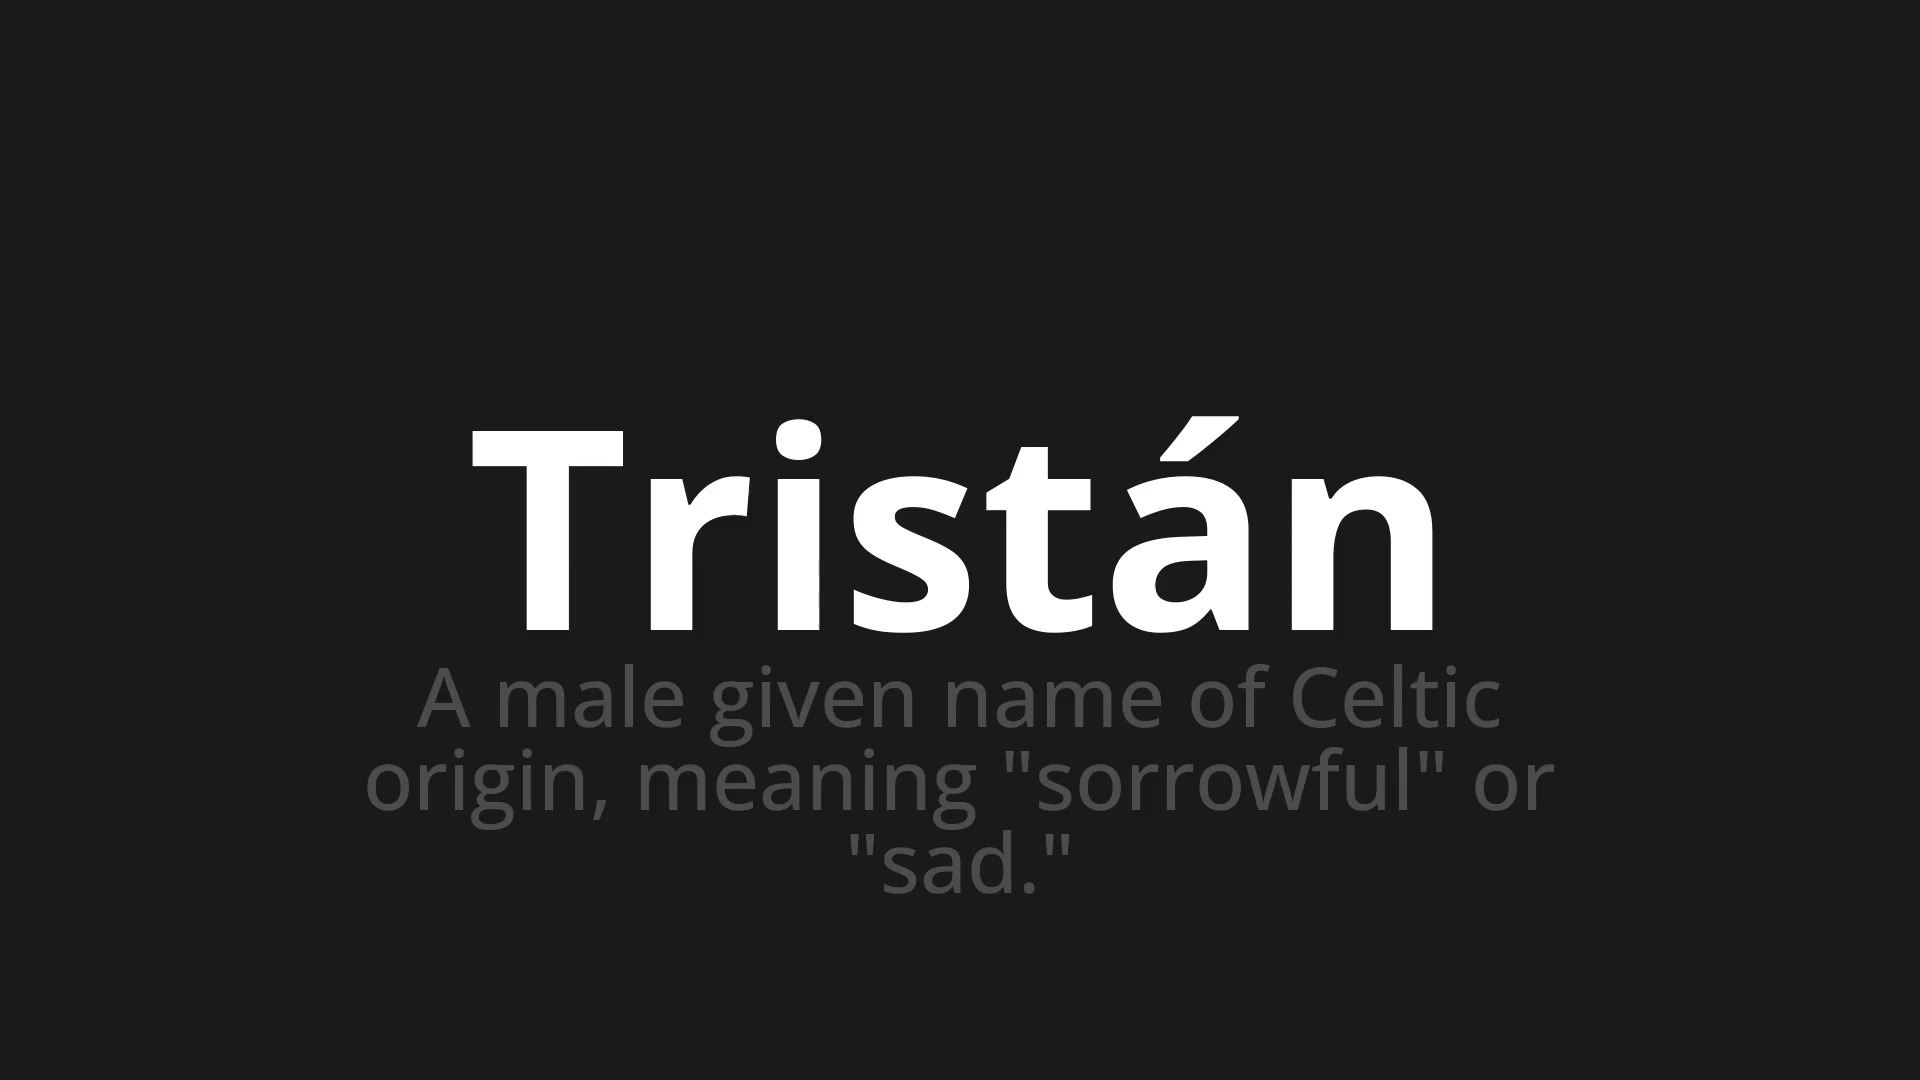 Tristán
A male given name of Celtic
origin, meaning "sorrowful" or
"sad."